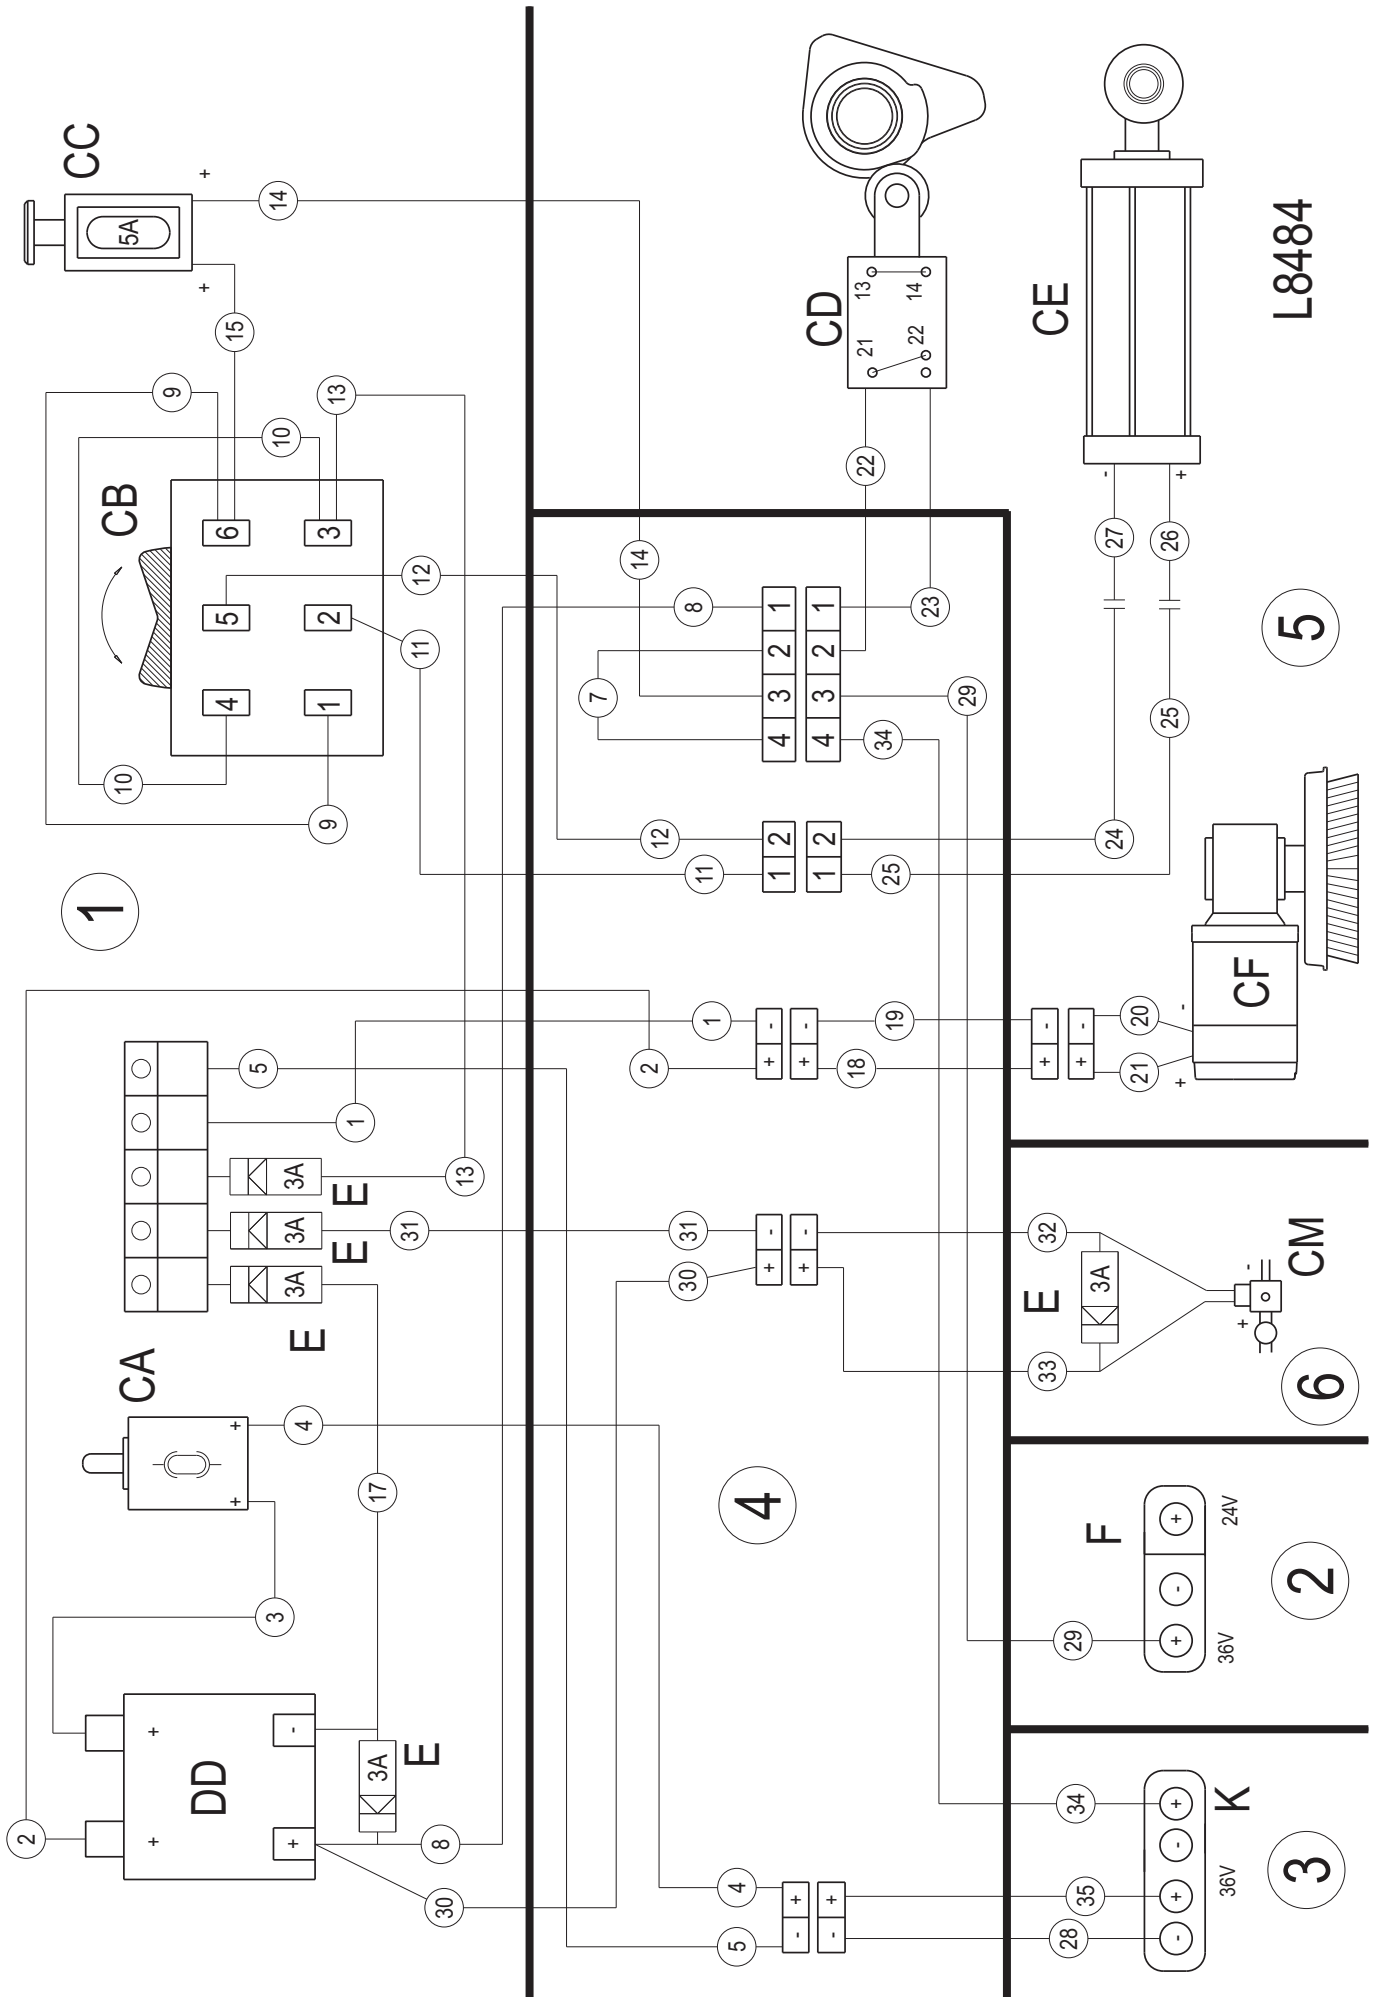 2
CC
1
CB
10
5A
CA
+ + + +
9
DD
4 5 6
+ + +
15
5
3 14
10
+ -
E 4
1 2 3
3A 3A 3A
9 13
E E
1
3A 17
E
31 11 12
8
30 13
7
2 14
12
30 31
8
5 4 1
11
4
+ - + -
1 2 4 3 2 1
- +
+ - + -
1 2 4 3 2 1
- +
CD
18 22
21 13
34 25 19
22 14
23
29
+ -
CE
E
33 32
28 29
+ -
35 34
3A
F
-
24 27
21 20
- + - + + - +
26
25
+ - +
K
36V 36V 24V
+ -
CF
3 2 6 CM 5
L8484